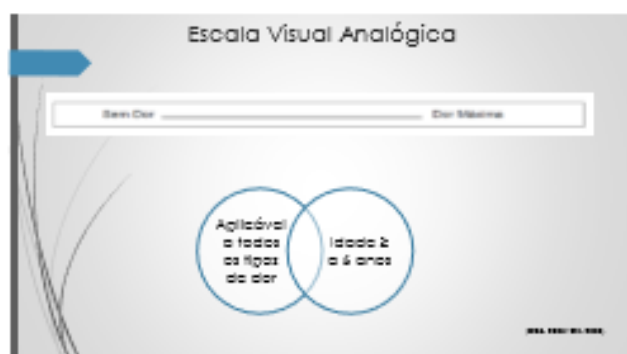 Escala Visual Analógica
Sem Dor
Dor Máxima
Aplicável
a todos
os tipos
de dor
Idade ≥
a 6 anos